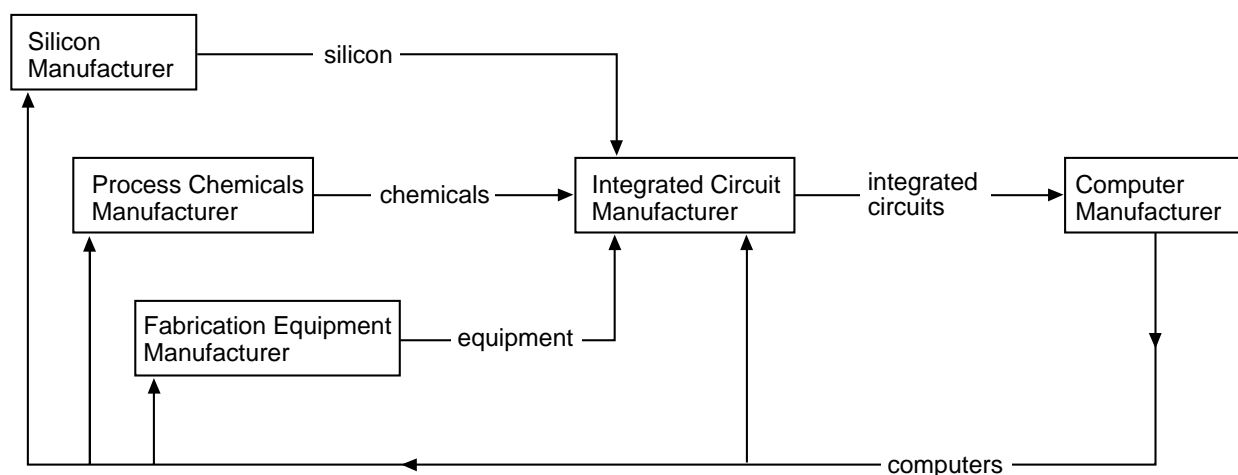 Silicon
Manufacturer
silicon
Process Chemicals
Manufacturer
chemicals
Integrated Circuit
Manufacturer
integrated
circuits
Computer
Manufacturer
Fabrication Equipment
Manufacturer
equipment
computers